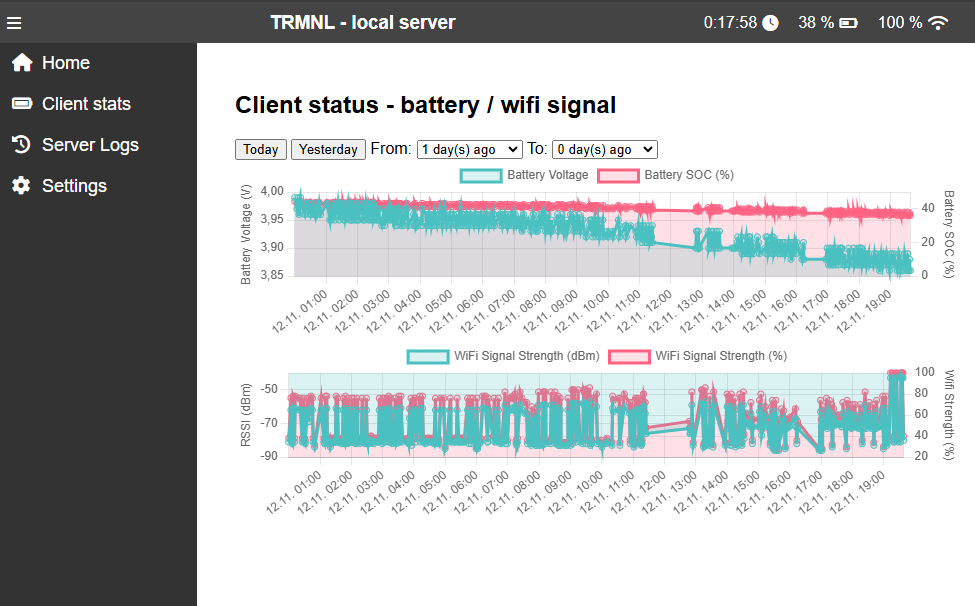 TRMNL - local server 0:17:58 38 % 100 %
Home
Client stats
Server Logs
Settings
Client status - battery / wifi signal
Today Yesterday From: 1 day(s) ago To: 0 day(s) ago
Battery Voltage Battery SOC (%)
Battery Voltage (V)
4,00
3,95
3,90
3,85
40
20
0
Battery SOC (%)
12.11. 01:00 12.11. 02:00 12.11. 03:00 12.11. 04:00 12.11. 05:00 12.11. 06:00 12.11. 07:00 12.11. 08:00 12.11. 09:00 12.11. 10:00 12.11. 11:00 12.11. 12:00 12.11. 13:00 12.11. 14:00 12.11. 15:00 12.11. 16:00 12.11. 17:00 12.11. 18:00 12.11. 19:00
WiFi Signal Strength (dBm) WiFi Signal Strength (%)
RSSI (dBm)
-50
-70
-90
100
80
60
40
20
Wifi Strength (%)
12.11. 01:00 12.11. 02:00 12.11. 03:00 12.11. 04:00 12.11. 05:00 12.11. 06:00 12.11. 07:00 12.11. 08:00 12.11. 09:00 12.11. 10:00 12.11. 11:00 12.11. 12:00 12.11. 13:00 12.11. 14:00 12.11. 15:00 12.11. 16:00 12.11. 17:00 12.11. 18:00 12.11. 19:00